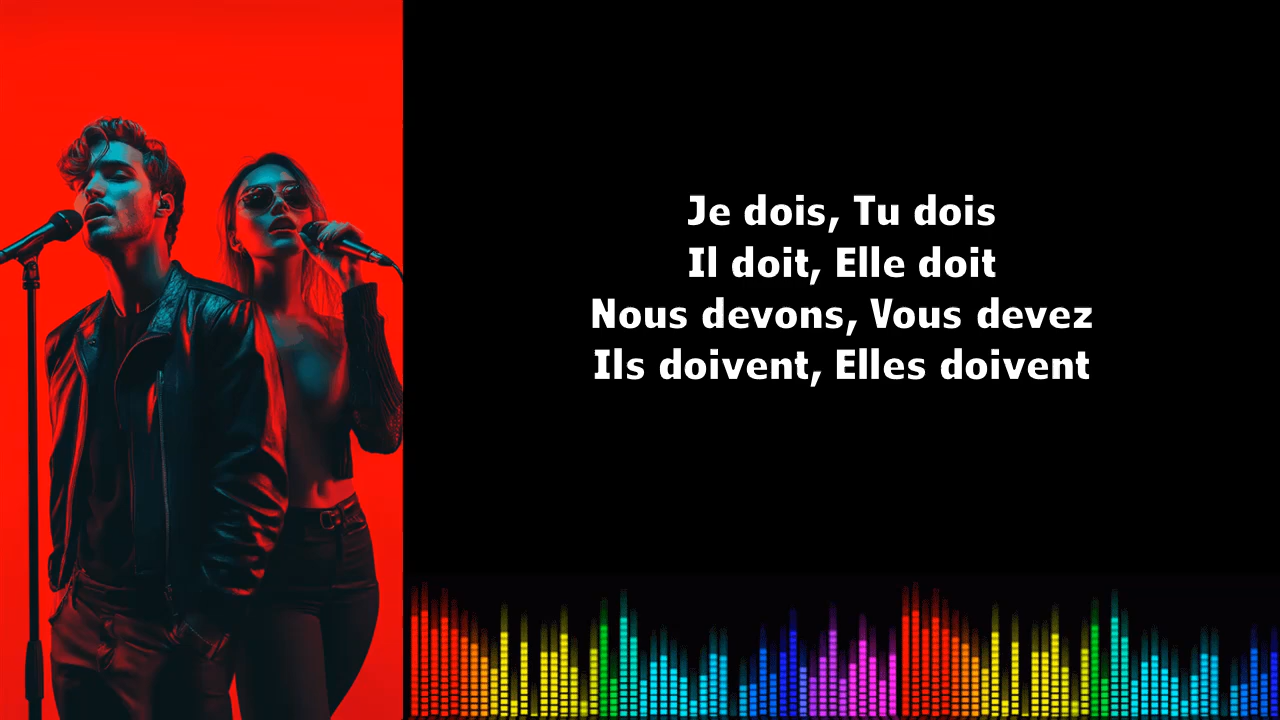 Je dois, Tu dois
Il doit, Elle doit
Nous devons, Vous devez
Ils doivent, Elles doivent